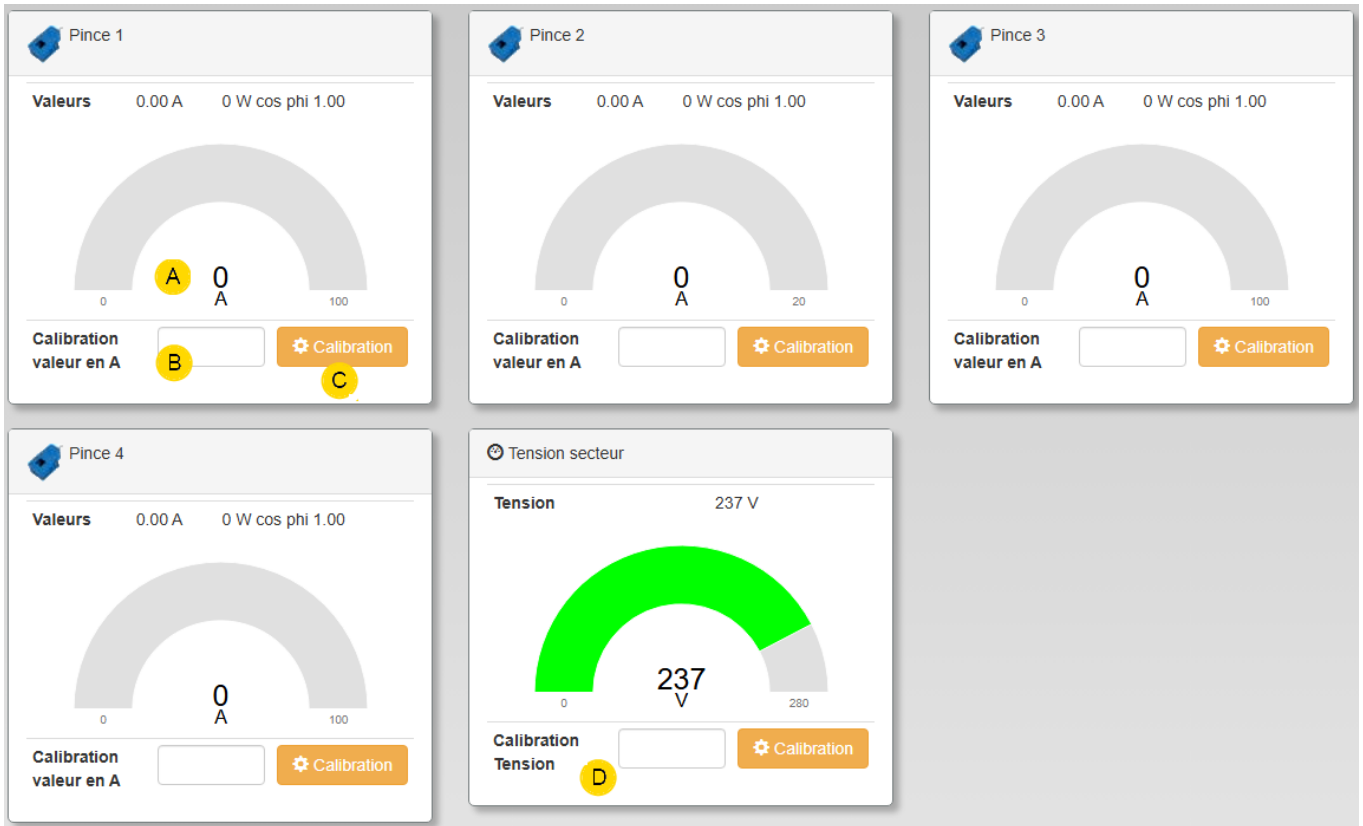 Pince 1
Valeurs 0.00 A 0 W cos phi 1.00
A 0
A
0 100
Calibration
valeur en A
B
Calibration
C
Pince 2
Valeurs 0.00 A 0 W cos phi 1.00
0
A
0 20
Calibration
valeur en A
Calibration
Pince 3
Valeurs 0.00 A 0 W cos phi 1.00
0
A
0 100
Calibration
valeur en A
Calibration
Pince 4
Valeurs 0.00 A 0 W cos phi 1.00
0
A
0 100
Calibration
valeur en A
Calibration
Tension secteur
Tension 237 V
237
V
0 280
Calibration
Tension
D
Calibration